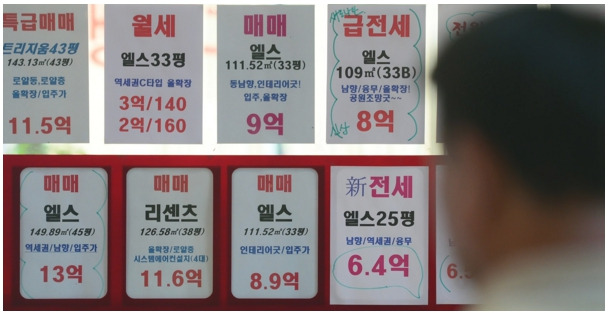 특급매매
트리지움43평
143.13㎡(43평)
로얄동,로얄층
올확장/입주가
11.5억
월세
엘스33평
역세권C타입 올확장
3억/140
2억/160
매매
엘스
111.52㎡(33평)
동남향,인테리어굿!
입주,올확장
9억
급전세
엘스
109㎡(33B)
남향/융무/올확장!
공원조망굿~~
8억
매매
엘스
149.89㎡(45평)
역세권/남향/입주가
13억
매매
리센츠
126.58㎡(38평)
올확장/로얄층
시스템에어컨설치(4대)
11.6억
매매
엘스
111.52㎡(33평)
인테리어굿/입주가
8.9억
新전세
엘스25평
남향/역세권/융무
6.4억